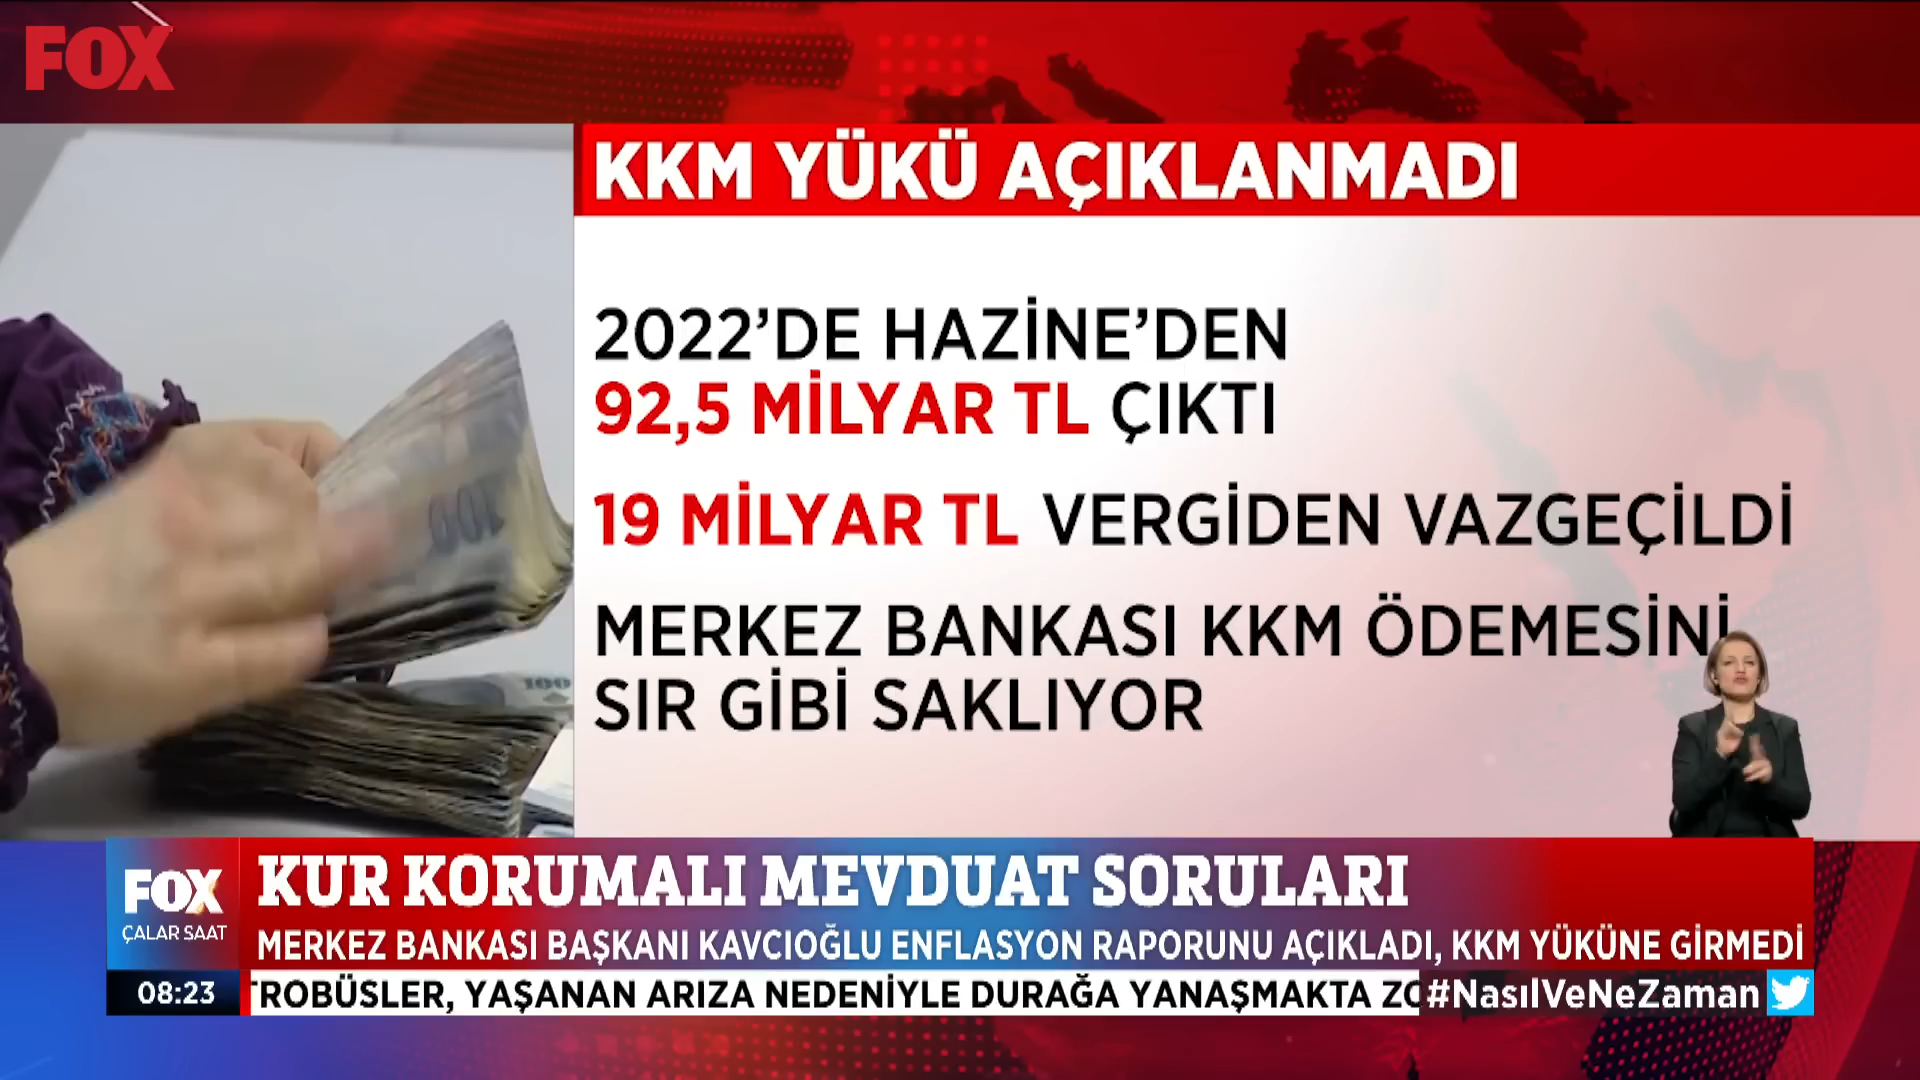 FOX
KKM YÜKÜ AÇIKLANMADI
2022’DE HAZİNE’DEN
92,5 MİLYAR TL ÇIKTI
19 MİLYAR TL VERGİDEN VAZGEÇİLDİ
MERKEZ BANKASI KKM ÖDEMESİNİ
SIR GİBİ SAKLIYOR
100
100
FOX
ÇALAR SAAT
KUR KORUMALI MEVDUAT SORULARI
MERKEZ BANKASI BAŞKANI KAVCIOĞLU ENFLASYON RAPORUNU AÇIKLADI, KKM YÜKÜNE GİRMEDİ
08:23
TROBÜSLER, YAŞANAN ARIZA NEDENİYLE DURAĞA YANAŞMAKTA ZO
#NasılVeNeZaman